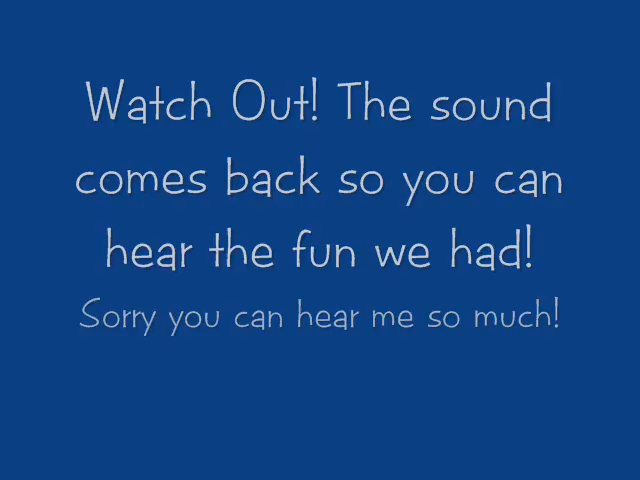 Watch Out! The sound
comes back so you can
hear the fun we had!
Sorry you can hear me so much!